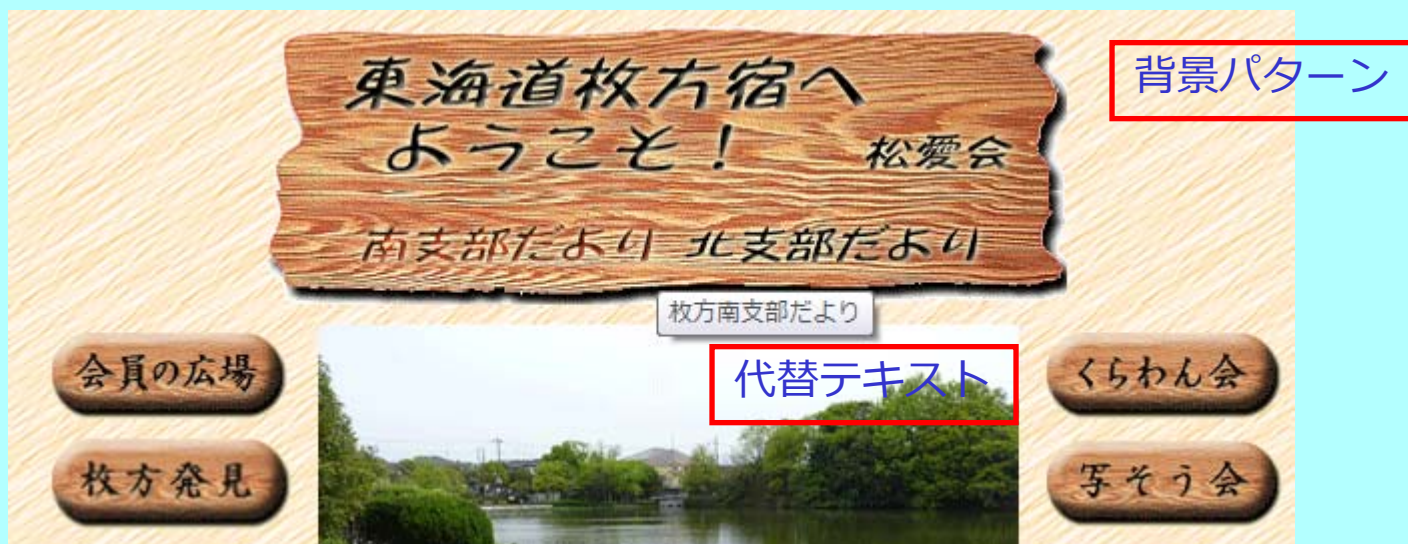 東海道枚方宿へ
背景パターン
ようこそ！ 松愛会
南支部だより 北支部だより
枚方南支部だより
会員の広場
代替テキスト
くらわん会
枚方発見
写そう会